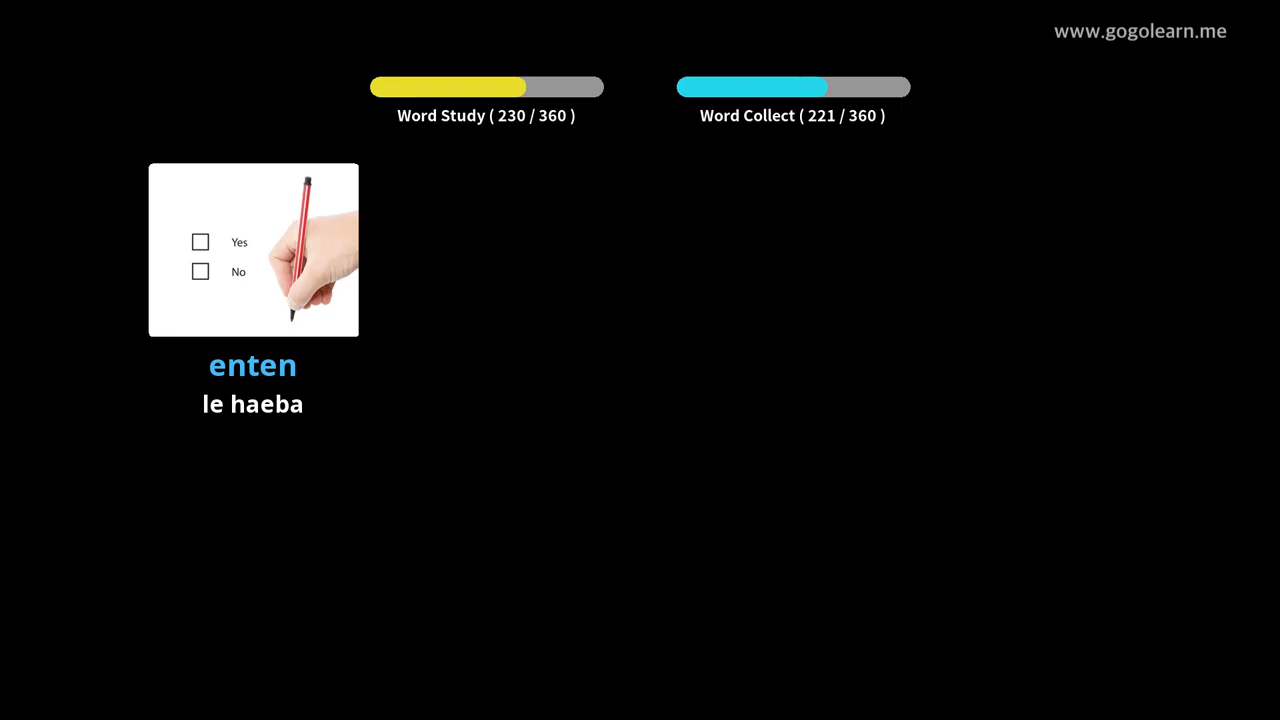 www.gogolearn.me
Word Study ( 230 / 360 )
Word Collect ( 221 / 360 )
Yes
No
enten
le haeba